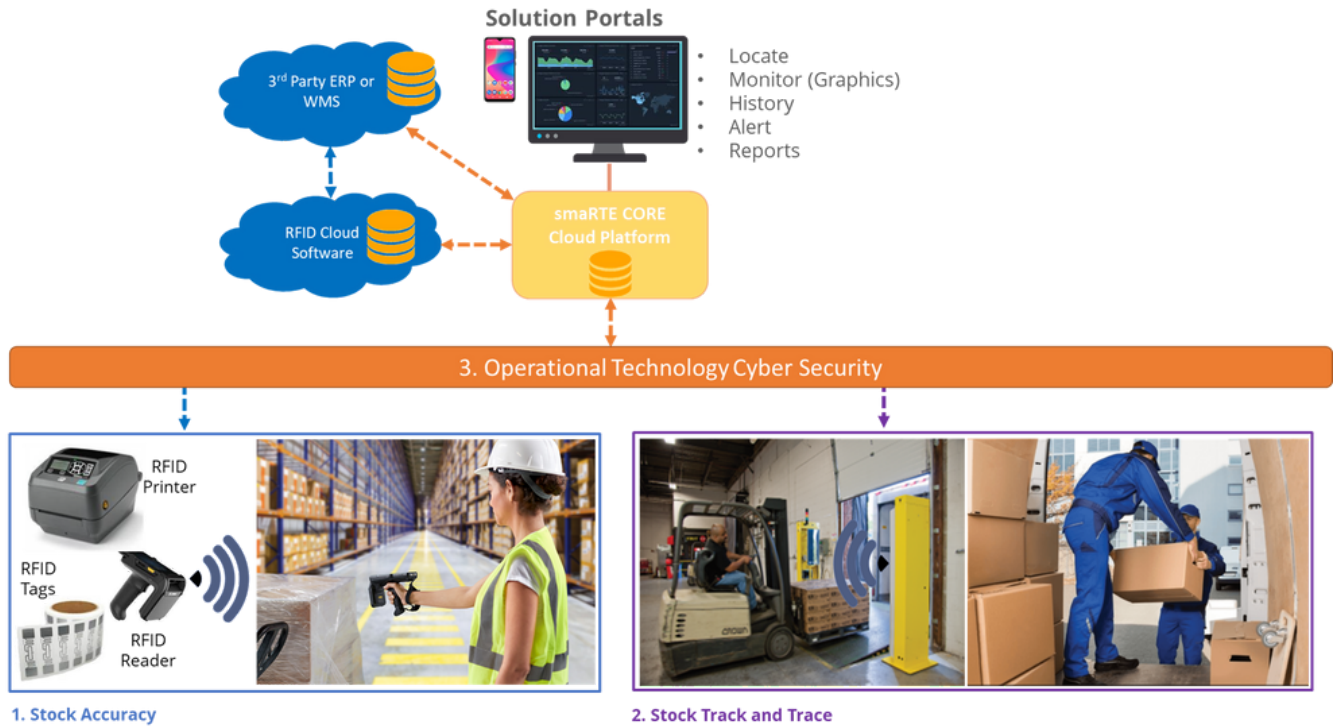 Solution Portals
3rd Party ERP or
WMS
• Locate
• Monitor (Graphics)
• History
• Alert
• Reports
RFID Cloud
Software
smaRTE CORE
Cloud Platform
3. Operational Technology Cyber Security
RFID
Printer
RFID
Tags
RFID
Reader
CROWN
1. Stock Accuracy
2. Stock Track and Trace